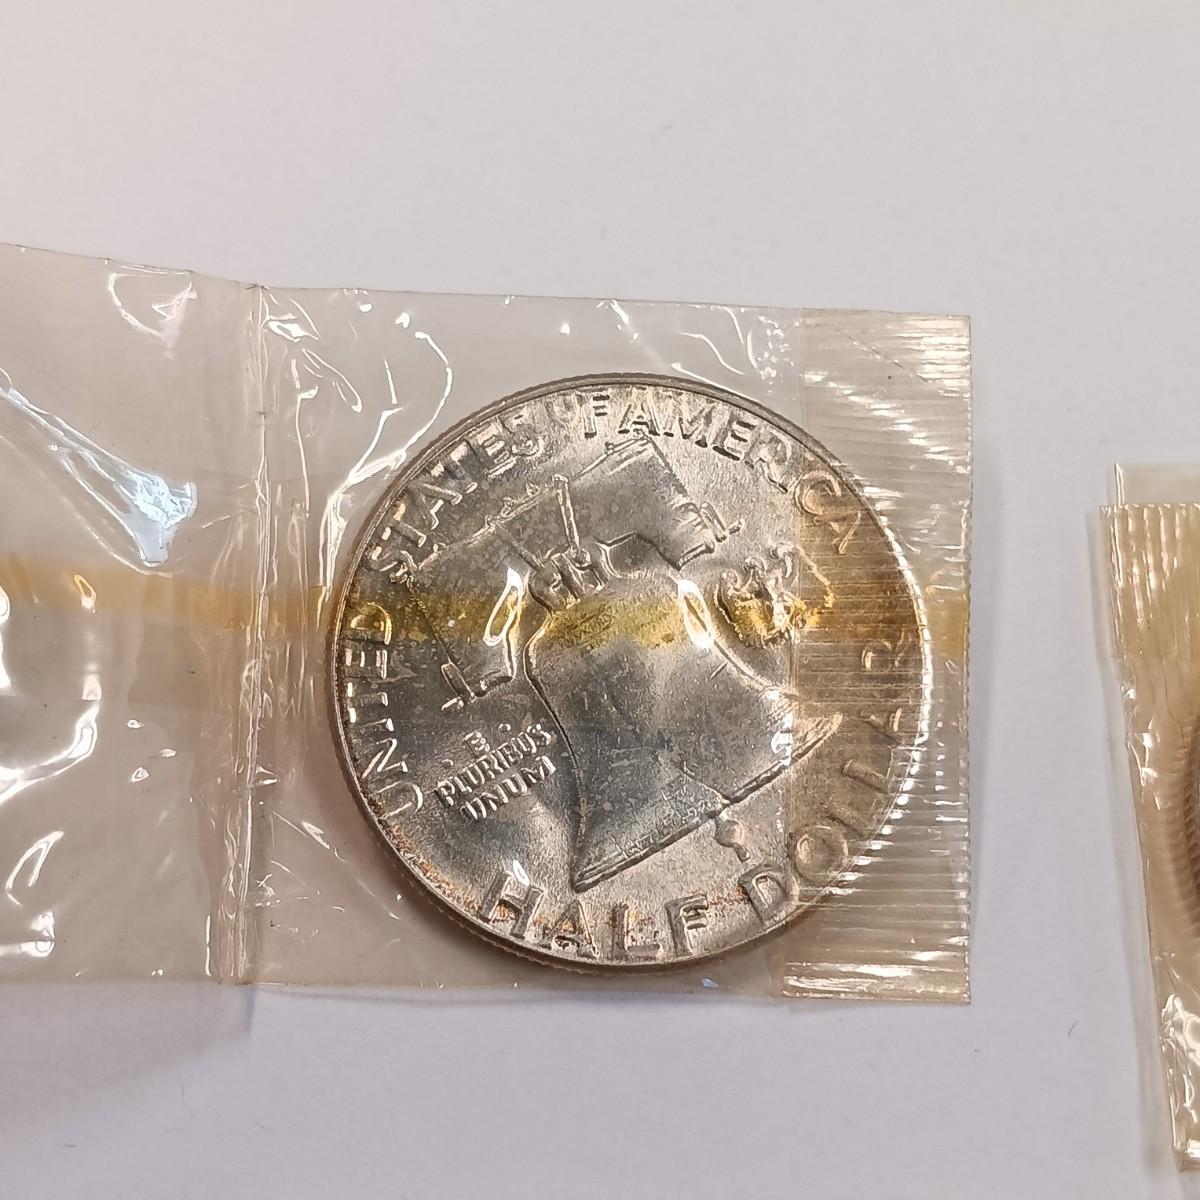 UNITED STATES OF AMERICA
E
PLURIBUS
UNUM
HALF DOLLAR